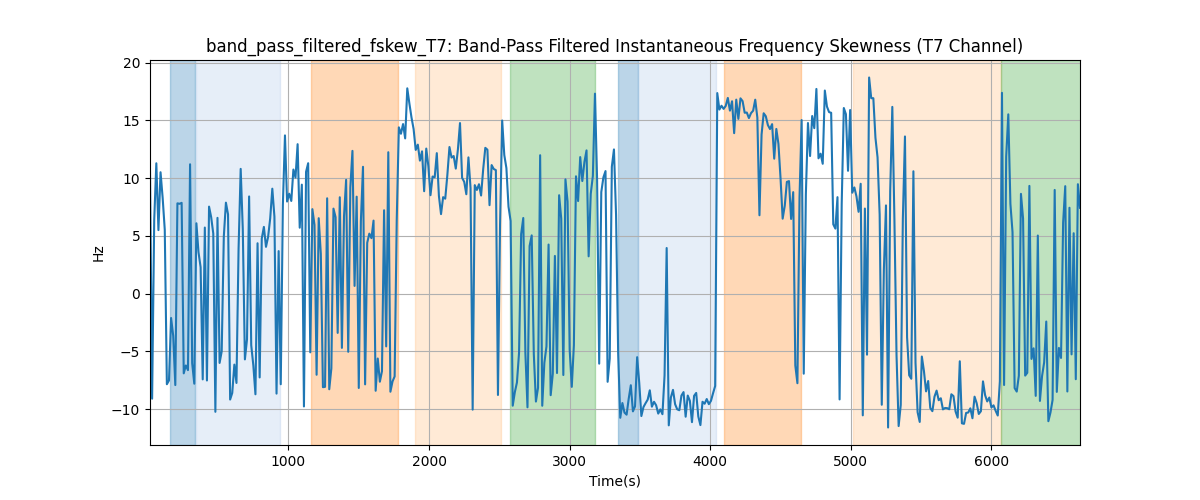 band_pass_filtered_fskew_T7: Band-Pass Filtered Instantaneous Frequency Skewness (T7 Channel)
20
15
10
5
0
−5
−10
Hz
1000 2000 3000 4000 5000 6000
Time(s)